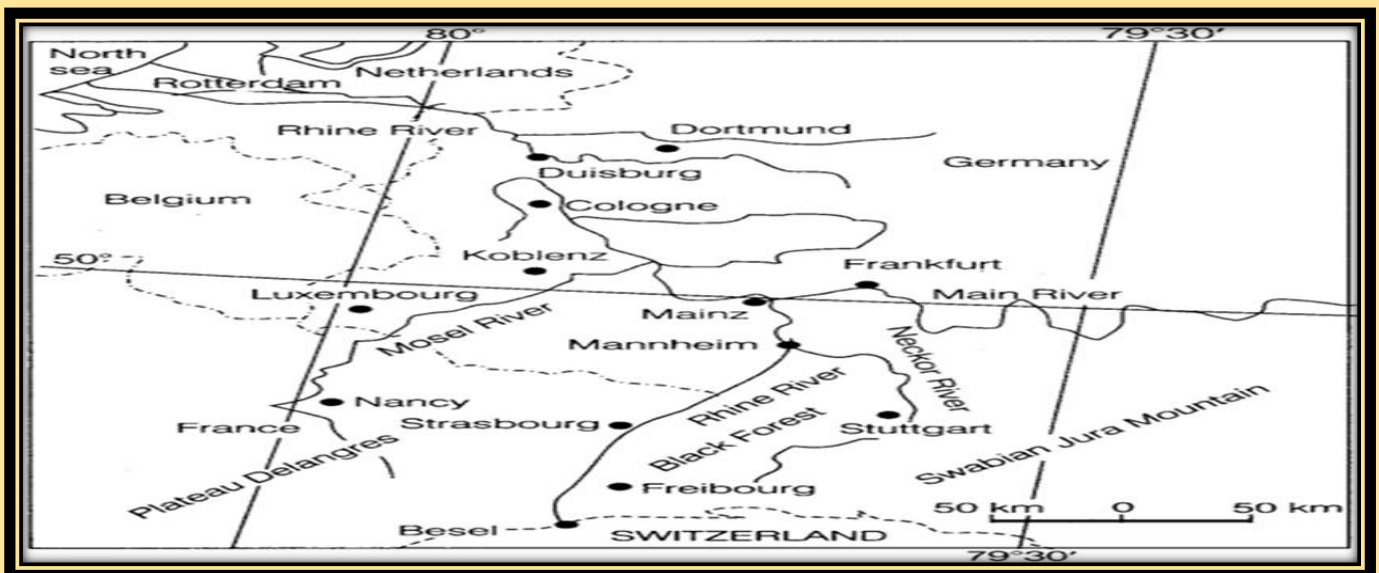 80°
79°30′
North
sea
Netherlands
Rotterdam
Rhine River
Dortmund
Germany
Duisburg
Belgium
Cologne
50°
Koblenz
Frankfurt
Luxembourg
Main River
Mainz
Mosel River
Mannheim
Neckor River
Rhine River
Nancy
France
Strasbourg
Black Forest
Stuttgart
Swabian Jura Mountain
Plateau Delangres
Freibourg
50 km 0 50 km
Besel
SWITZERLAND
79°30′